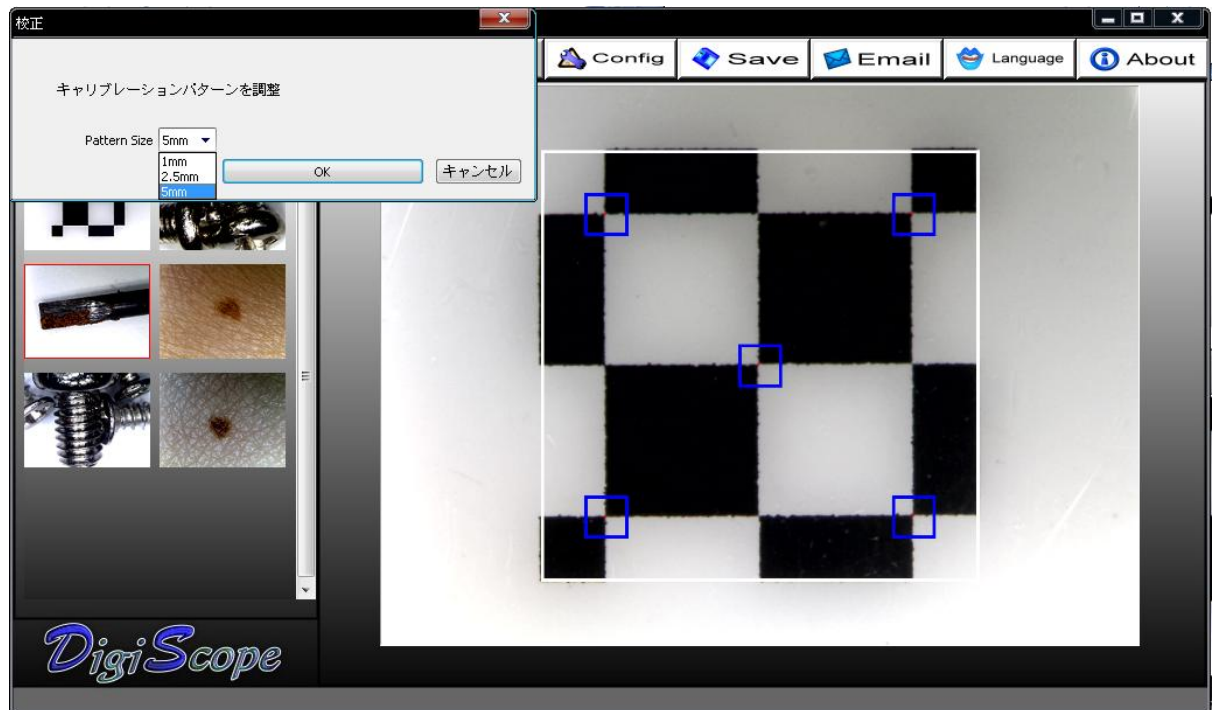 校正
キャリブレーションパターンを調整
Pattern Size 5mm
1mm
2.5mm
5mm
OK
キャンセル
Config
Save
Email
Language
About
DigiScope